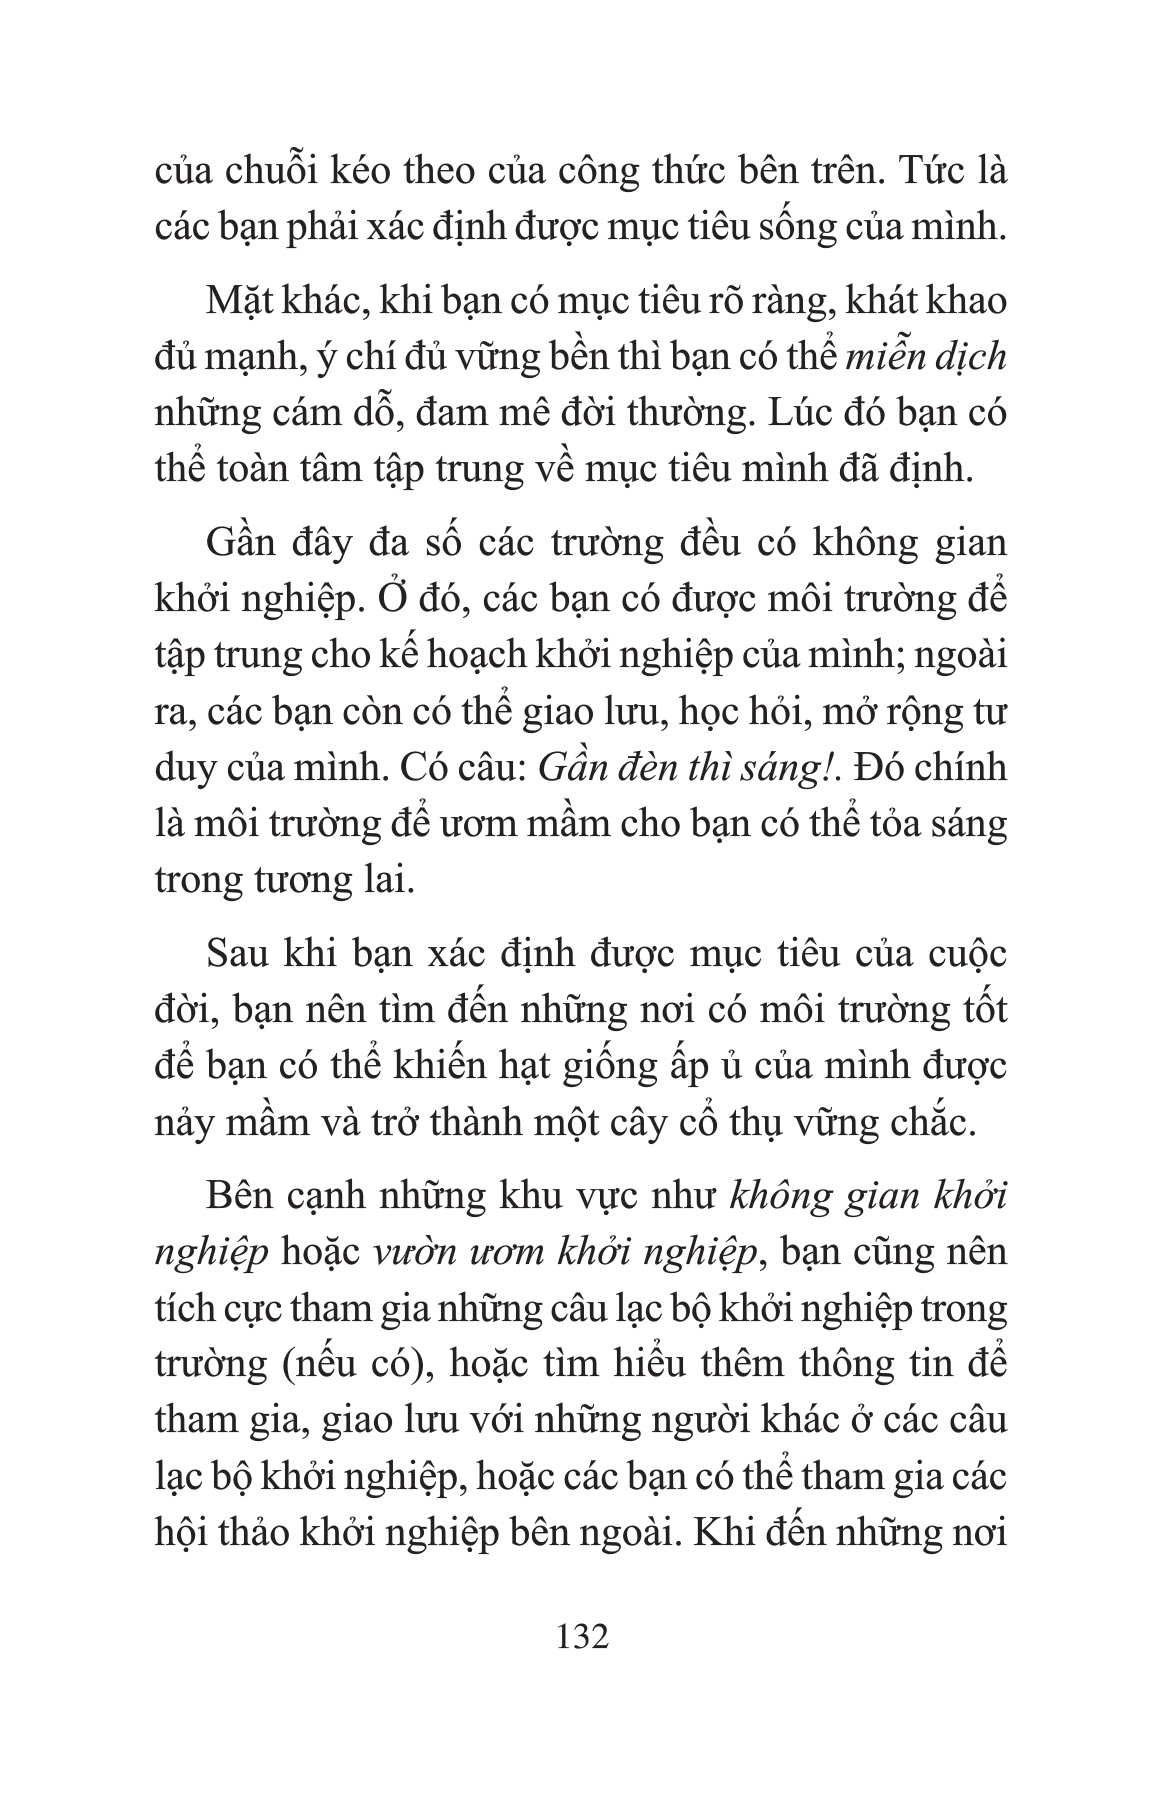 của chuỗi kéo theo của công thức bên trên. Tức là
các bạn phải xác định được mục tiêu sống của mình.
Mặt khác, khi bạn có mục tiêu rõ ràng, khát khao
đủ mạnh, ý chí đủ vững bền thì bạn có thể miễn dịch
những cám dỗ, đam mê đời thường. Lúc đó bạn có
thể toàn tâm tập trung về mục tiêu mình đã định.
Gần đây đa số các trường đều có không gian
khởi nghiệp. Ở đó, các bạn có được môi trường để
tập trung cho kế hoạch khởi nghiệp của mình; ngoài
ra, các bạn còn có thể giao lưu, học hỏi, mở rộng tư
duy của mình. Có câu: Gần đèn thì sáng!. Đó chính
là môi trường để ươm mầm cho bạn có thể tỏa sáng
trong tương lai.
Sau khi bạn xác định được mục tiêu của cuộc
đời, bạn nên tìm đến những nơi có môi trường tốt
để bạn có thể khiến hạt giống ấp ủ của mình được
nảy mầm và trở thành một cây cổ thụ vững chắc.
Bên cạnh những khu vực như không gian khởi
nghiệp hoặc vườn ươm khởi nghiệp, bạn cũng nên
tích cực tham gia những câu lạc bộ khởi nghiệp trong
trường (nếu có), hoặc tìm hiểu thêm thông tin để
tham gia, giao lưu với những người khác ở các câu
lạc bộ khởi nghiệp, hoặc các bạn có thể tham gia các
hội thảo khởi nghiệp bên ngoài. Khi đến những nơi
132